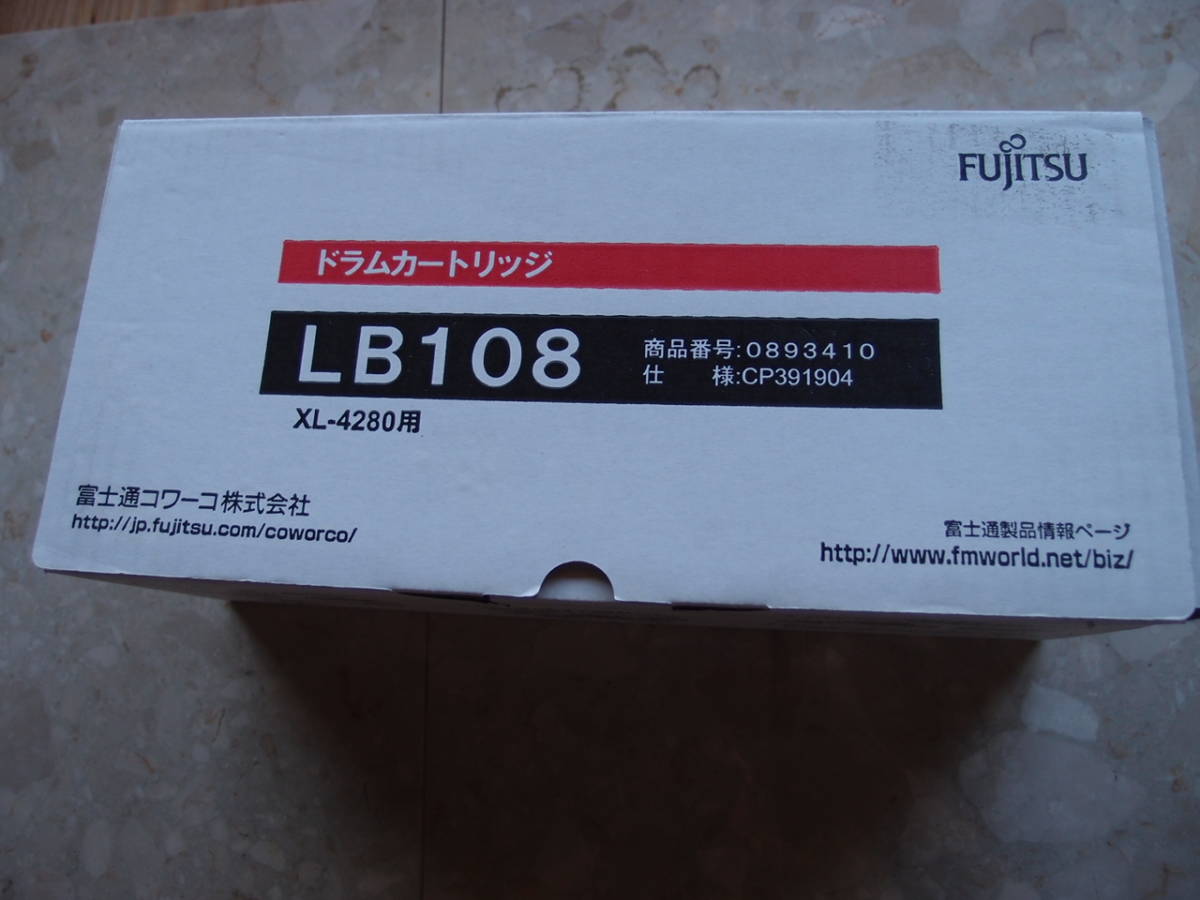 FUJITSU
ドラムカートリッジ
LB108
商品番号:0893410
仕　様:CP391904
XL-4280用
富士通コワーコ株式会社
http://jp.fujitsu.com/coworco/
富士通製品情報ページ
http://www.fmworld.net/biz/